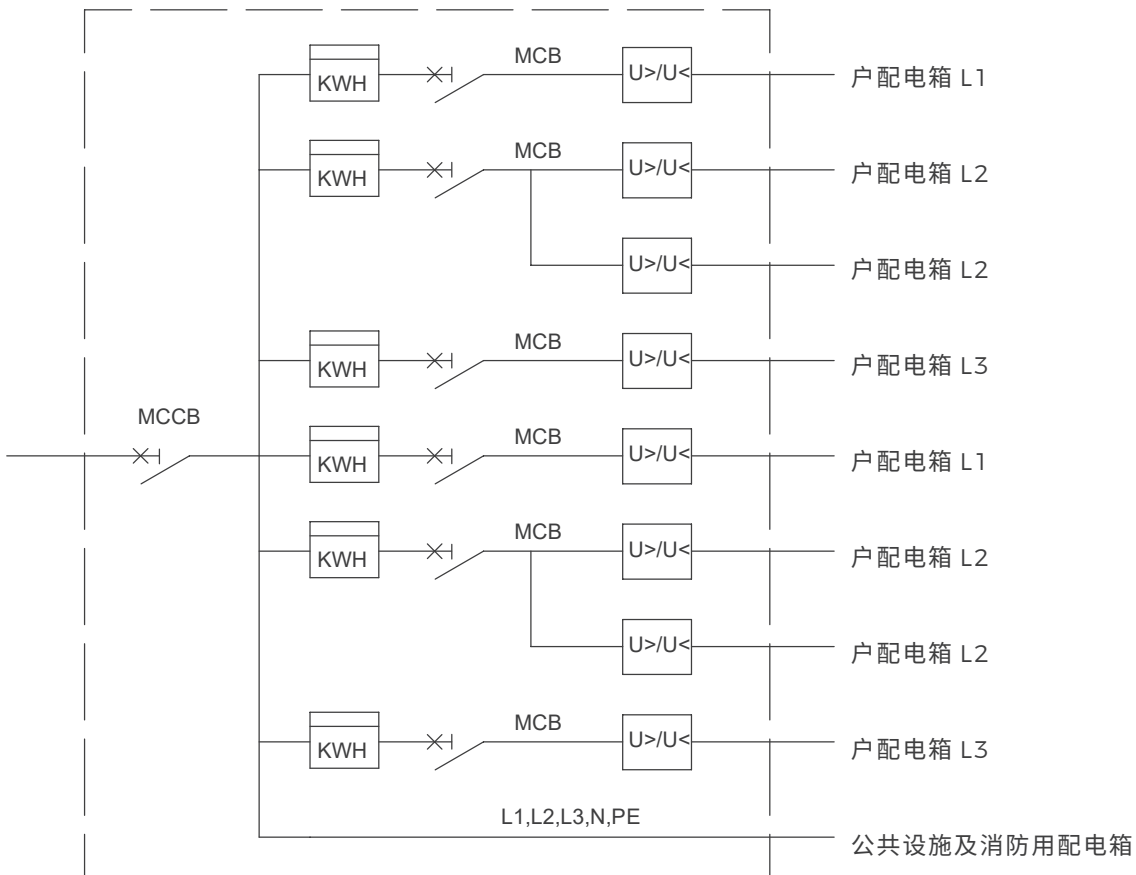 MCB
KWH
U>/U<
户配电箱 L1
MCB
KWH
U>/U<
户配电箱 L2
U>/U<
户配电箱 L2
MCB
KWH
U>/U<
户配电箱 L3
MCCB
MCB
KWH
U>/U<
户配电箱 L1
MCB
KWH
U>/U<
户配电箱 L2
U>/U<
户配电箱 L2
MCB
KWH
U>/U<
户配电箱 L3
L1,L2,L3,N,PE
公共设施及消防用配电箱